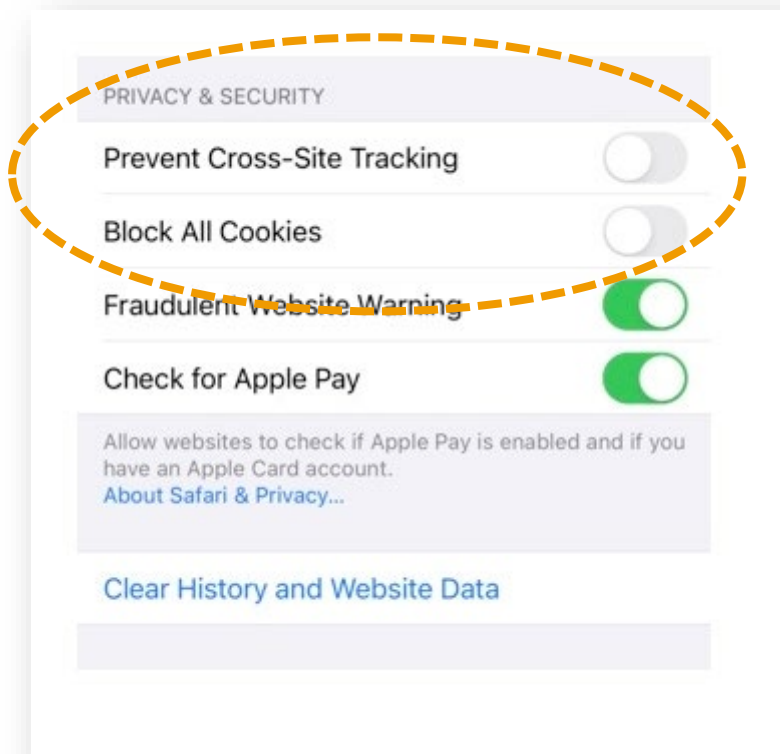 PRIVACY & SECURITY
Prevent Cross-Site Tracking
Block All Cookies
Fraudulent Website Warning
Check for Apple Pay
Allow websites to check if Apple Pay is enabled and if you
have an Apple Card account.
About Safari & Privacy...
Clear History and Website Data